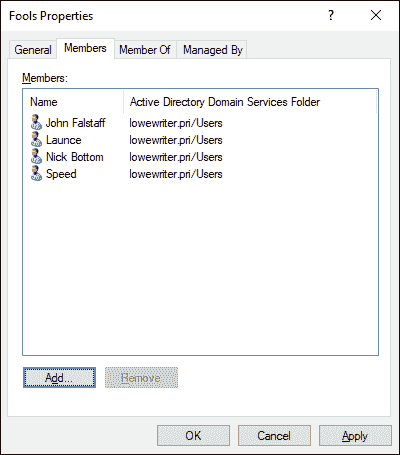 Fools Properties
General Members Member Of Managed By
Members:
Name Active Directory Domain Services Folder
John Falstaff lowewriter.pri/Users
Launce lowewriter.pri/Users
Nick Bottom lowewriter.pri/Users
Speed lowewriter.pri/Users
Add... Remove
OK Cancel Apply